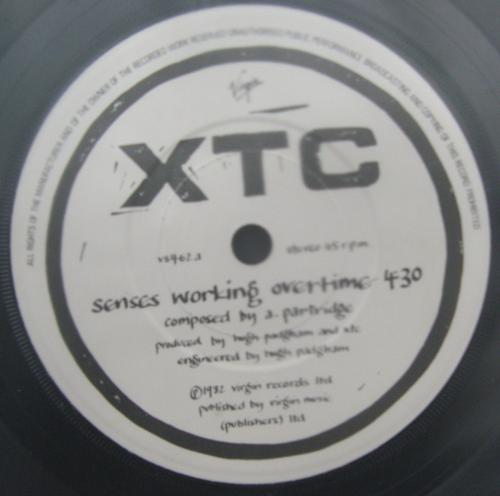 ALL RIGHTS OF THE MANUFACTURER AND OF THE OWNER OF THE RECORDED WORK RESERVED UNAUTHORISED PUBLIC PERFORMANCE BROADCASTING AND COPYING OF THIS RECORD PROHIBITED
Virgin
XTC
vs462.a
stereo 45 r.p.m.
senses working overtime 4:30
composed by a. partridge
produced by hugh padgham and xtc
engineered by hugh padgham
℗1982 virgin records ltd
published by virgin music
(publishers) ltd